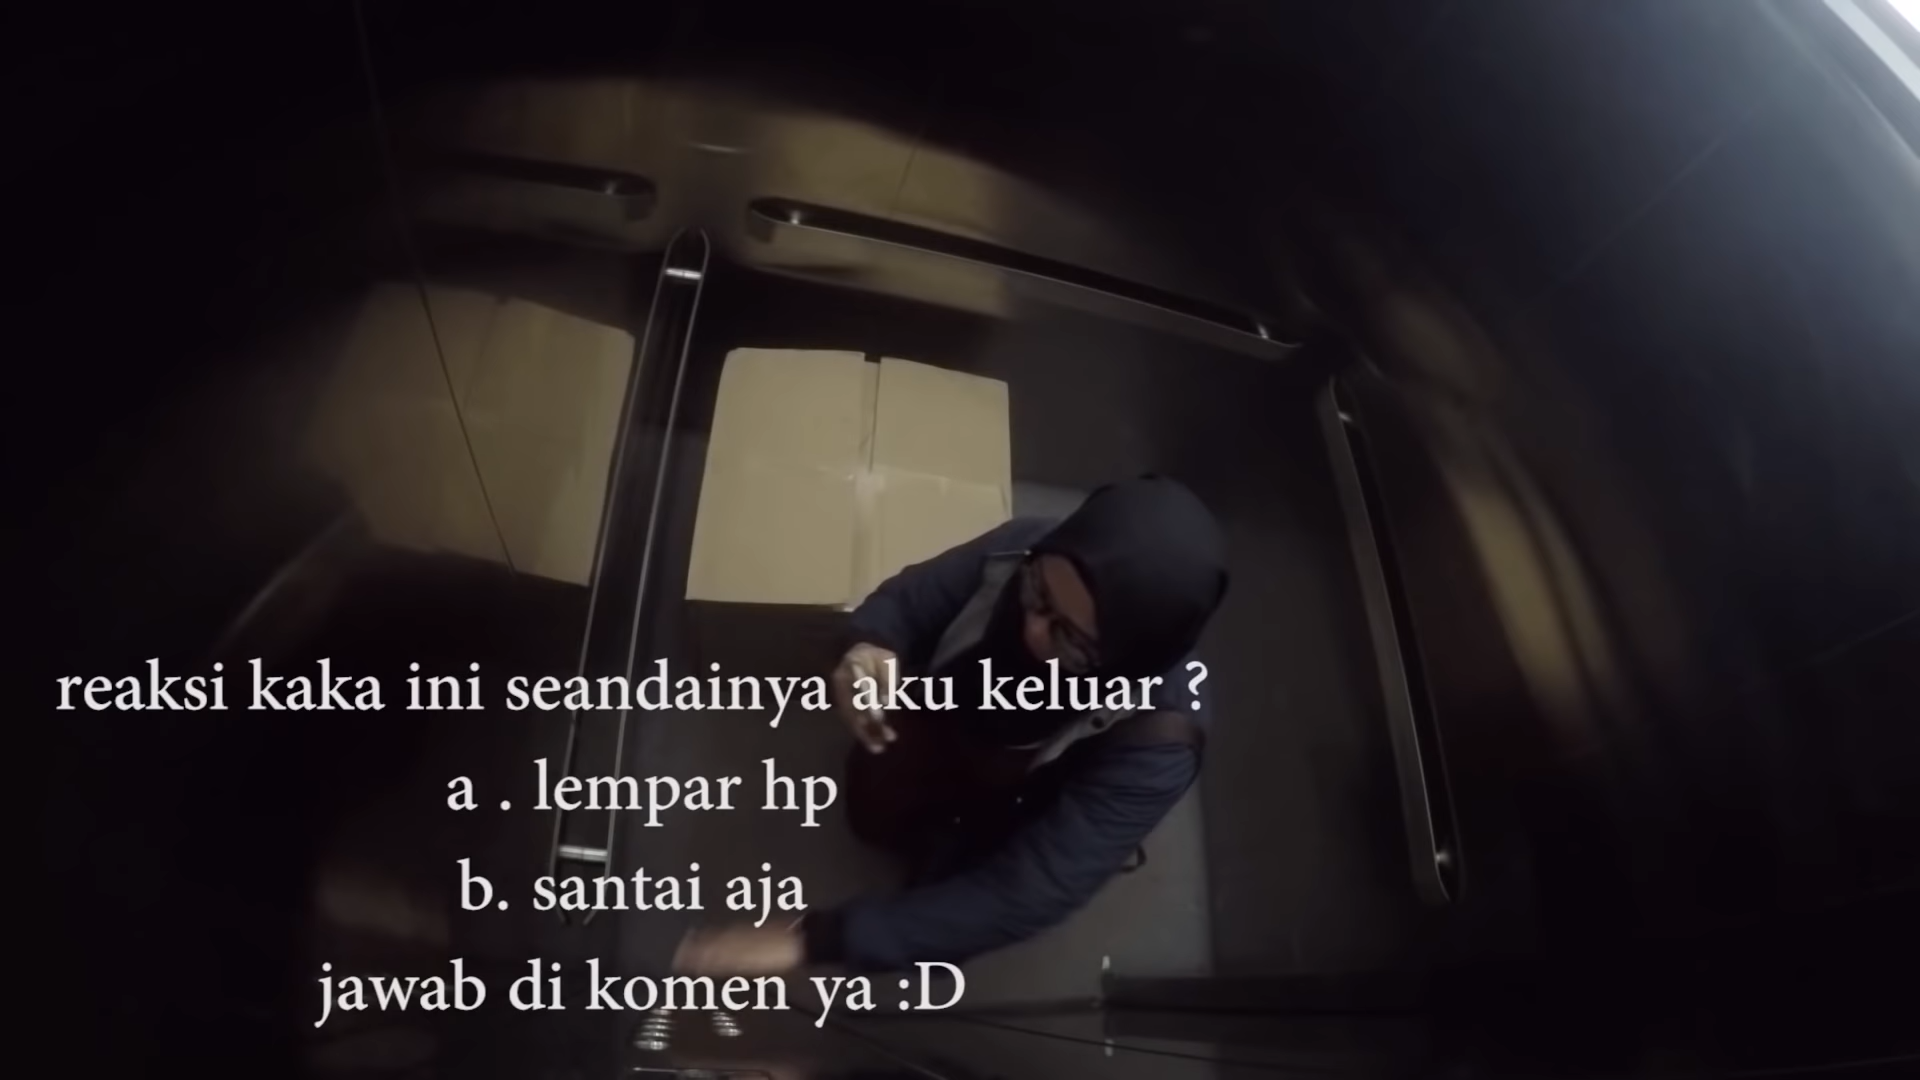 reaksi kaka ini seandainya aku keluar ?
a . lempar hp
b. santai aja
jawab di komen ya :D